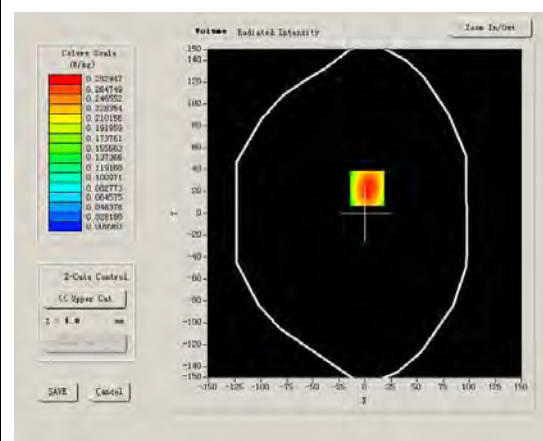 Volume Radiated Intensity
Zoom In/Out
Colors Scale
(W/kg)
0.282947
0.264749
0.246552
0.228354
0.210156
0.191959
0.173761
0.155563
0.137366
0.119168
0.100971
0.082773
0.064575
0.046378
0.028180
Z-Cuts Control
<< Upper Cut
Z = 4.0 mm
SAVE
Cancel
150
140
120
100
80
60
40
20
0
-20
-40
-60
-80
-100
-120
-140
-150
Y
-150 -125 -100 -75 -50 -25 0 25 50 75 100 125 150
X